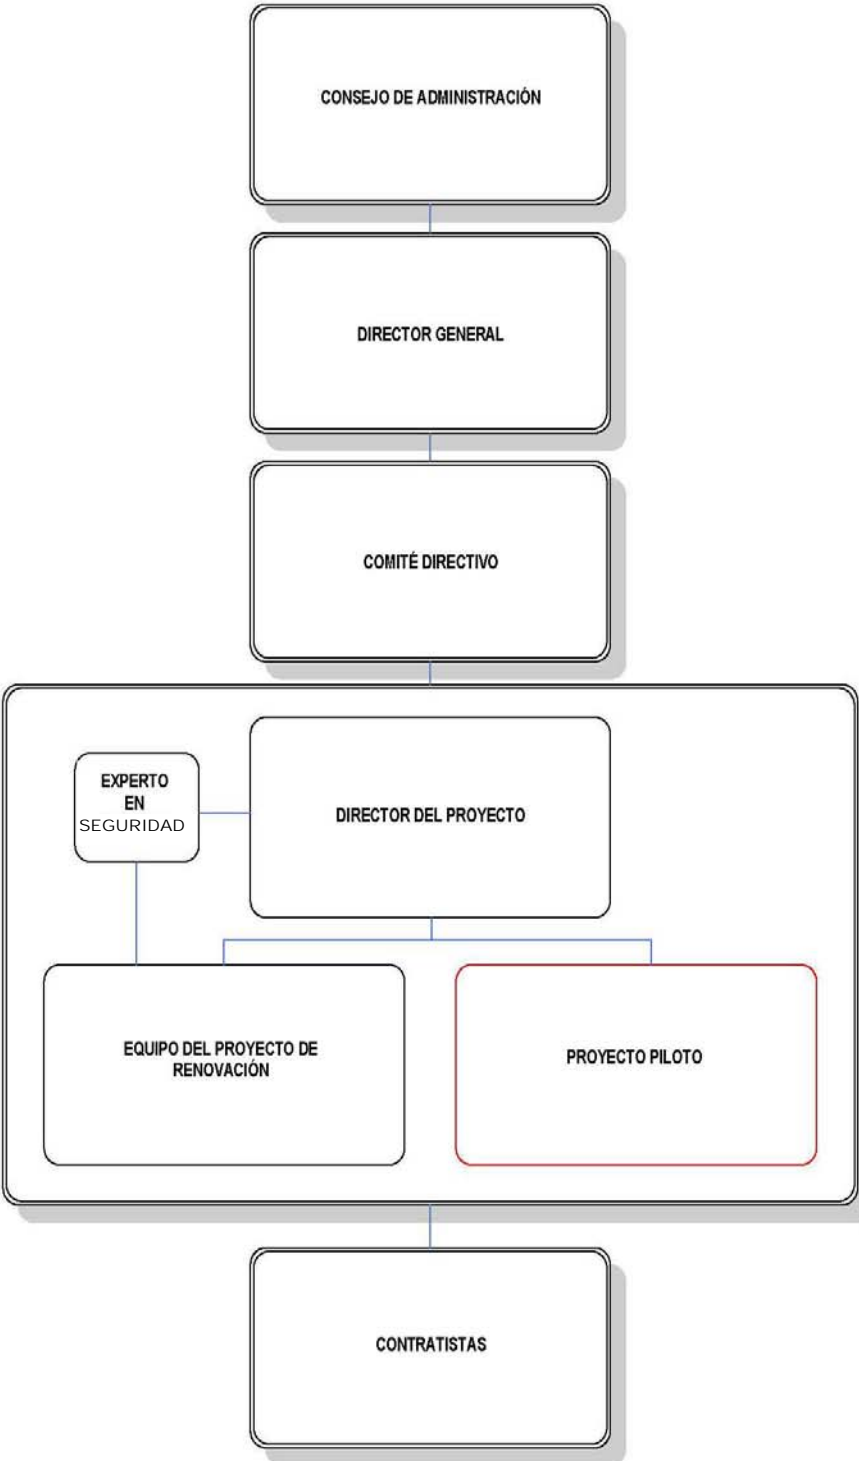 CONSEJO DE ADMINISTRACIÓN
DIRECTOR GENERAL
COMITÉ DIRECTIVO
EXPERTO
EN
SEGURIDAD
DIRECTOR DEL PROYECTO
EQUIPO DEL PROYECTO DE
RENOVACIÓN
PROYECTO PILOTO
CONTRATISTAS